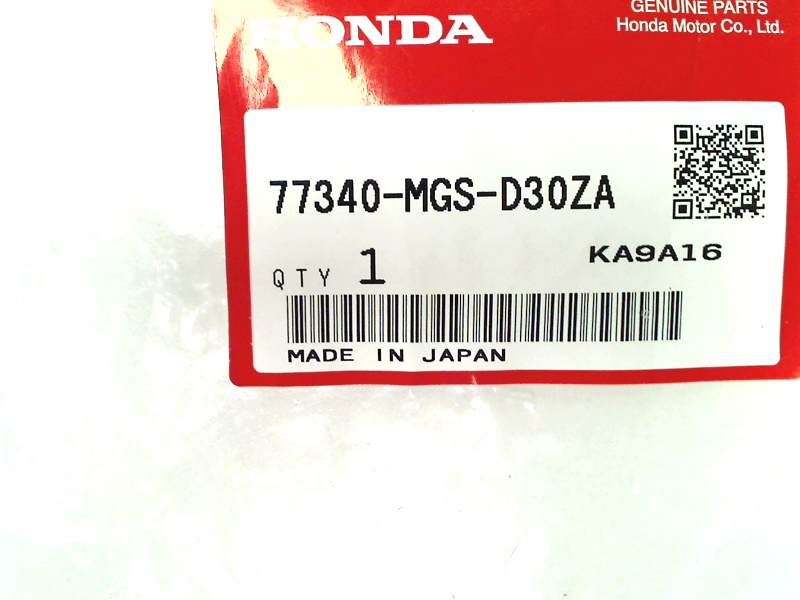 GENUINE PARTS
HONDA
Honda Motor Co., Ltd.
77340-MGS-D30ZA
KA9A16
QTY 1
MADE IN JAPAN